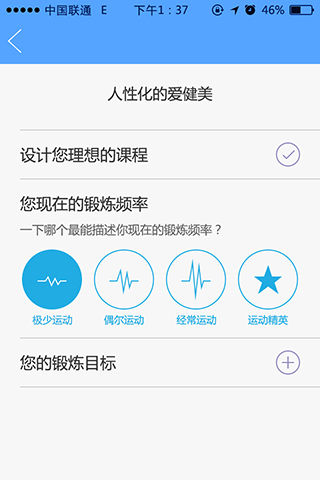 中国联通 E 下午1：37 46%
人性化的爱健美
设计您理想的课程
您现在的锻炼频率
一下哪个最能描述你现在的锻炼频率？
极少运动 偶尔运动 经常运动 运动精英
您的锻炼目标